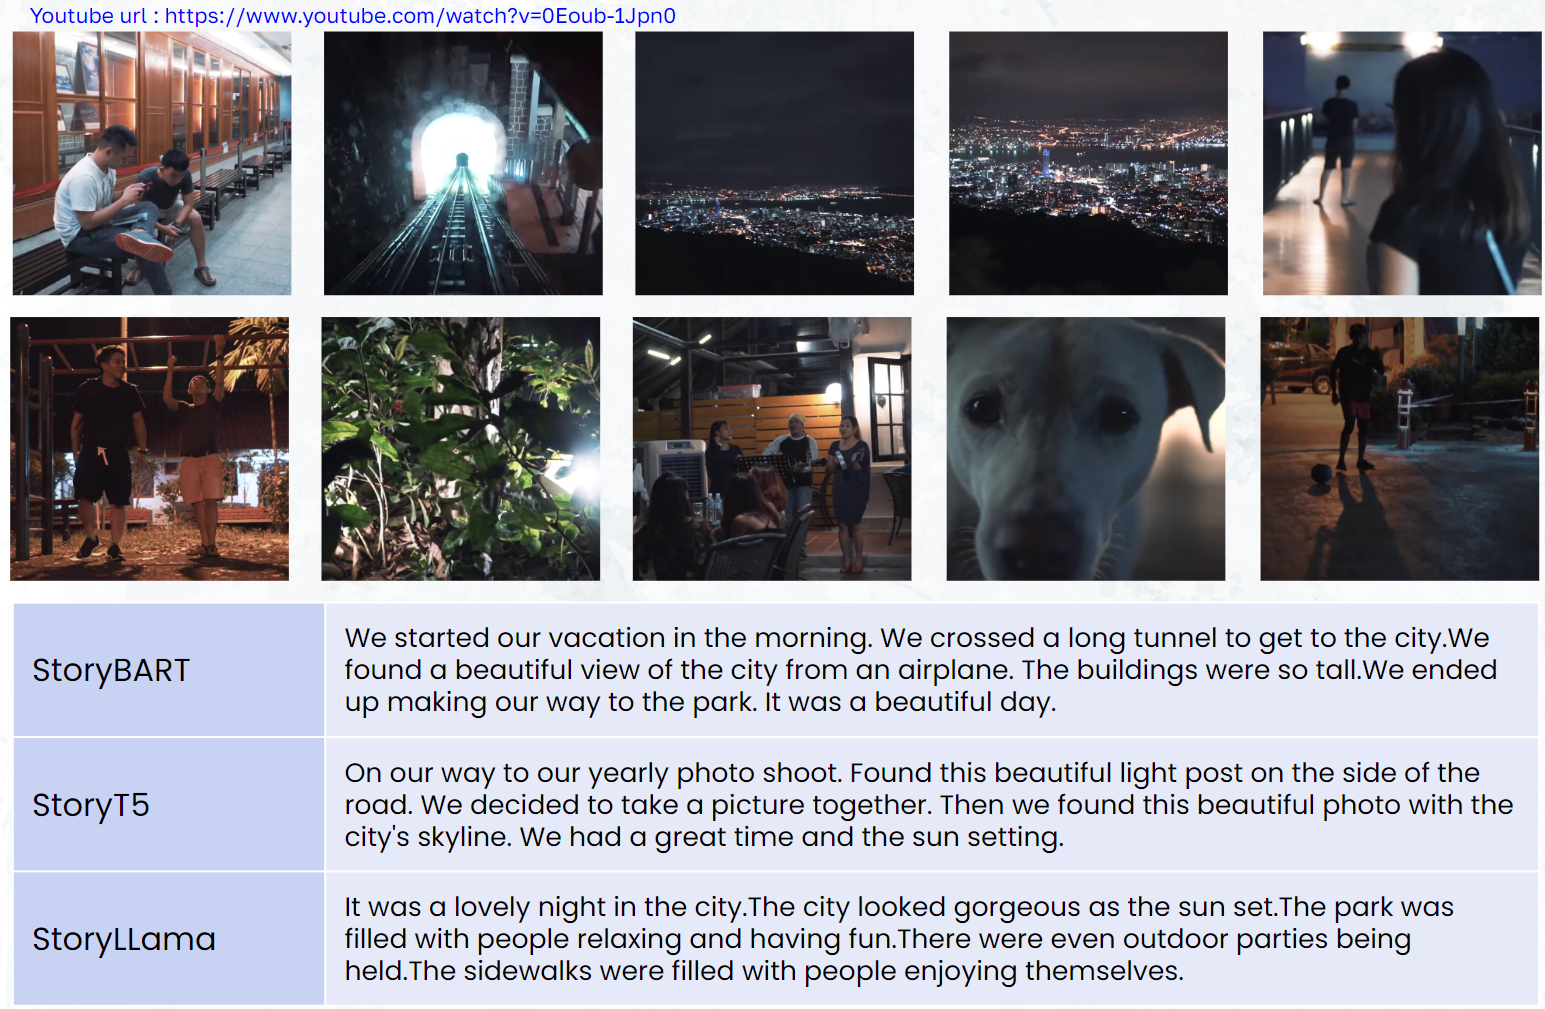 Youtube url : https://www.youtube.com/watch?v=0Eoub-1Jpn0
StoryBART
We started our vacation in the morning. We crossed a long tunnel to get to the city.We
found a beautiful view of the city from an airplane. The buildings were so tall.We ended
up making our way to the park. It was a beautiful day.
StoryT5
On our way to our yearly photo shoot. Found this beautiful light post on the side of the
road. We decided to take a picture together. Then we found this beautiful photo with the
city's skyline. We had a great time and the sun setting.
StoryLLama
It was a lovely night in the city.The city looked gorgeous as the sun set.The park was
filled with people relaxing and having fun.There were even outdoor parties being
held.The sidewalks were filled with people enjoying themselves.